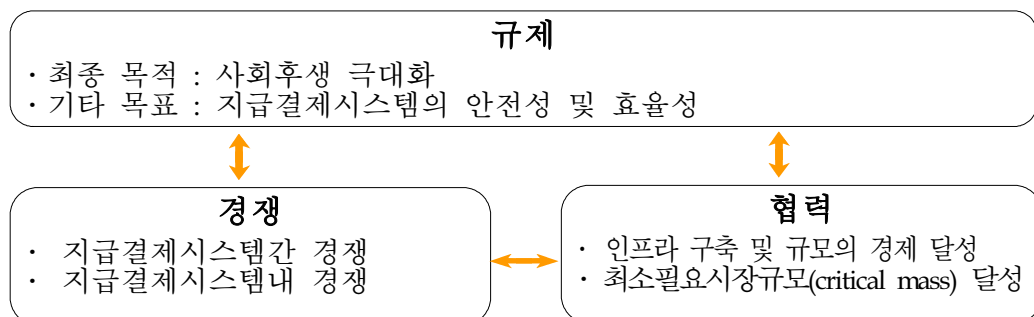 규제
· 최종 목적 : 사회후생 극대화
· 기타 목표 : 지급결제시스템의 안전성 및 효율성
경쟁
· 지급결제시스템간 경쟁
· 지급결제시스템내 경쟁
협력
· 인프라 구축 및 규모의 경제 달성
· 최소필요시장규모(critical mass) 달성